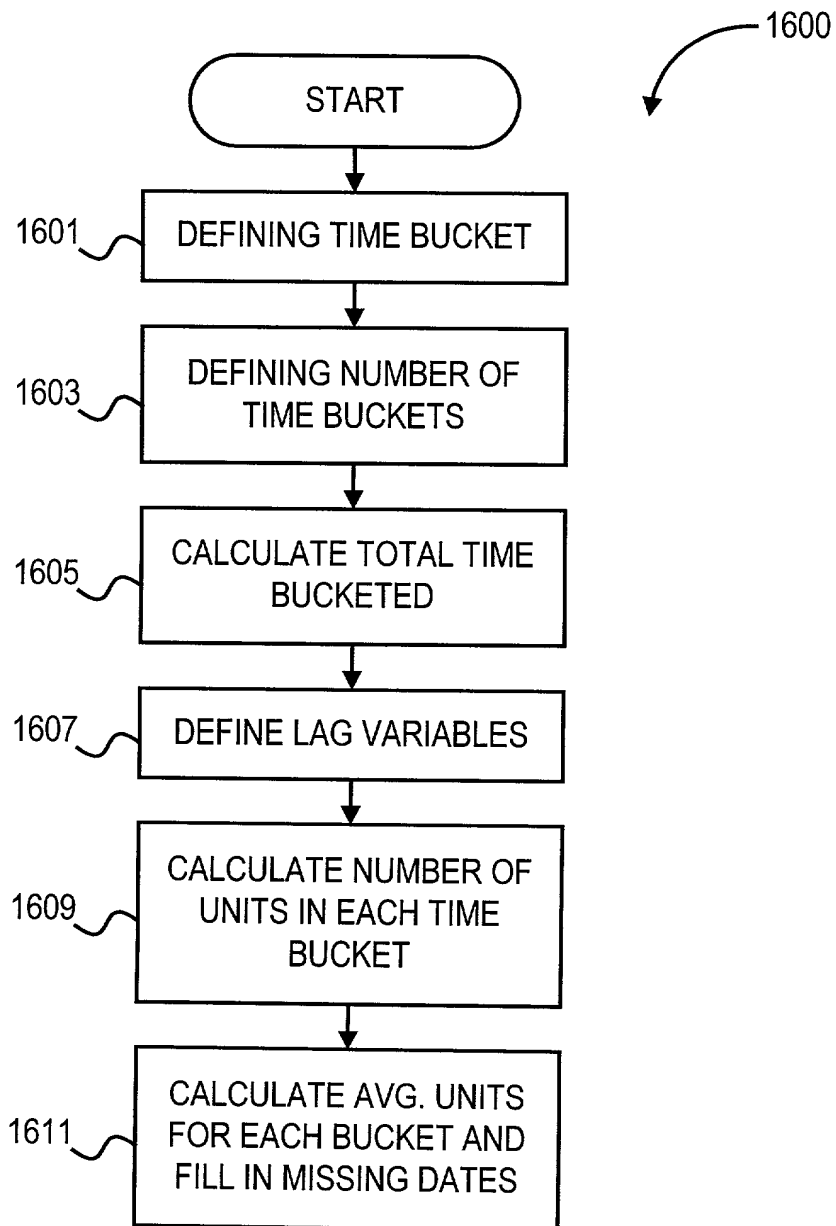 1600
START
1601
DEFINING TIME BUCKET
1603
DEFINING NUMBER OF
TIME BUCKETS
1605
CALCULATE TOTAL TIME
BUCKETED
1607
DEFINE LAG VARIABLES
1609
CALCULATE NUMBER OF
UNITS IN EACH TIME
BUCKET
1611
CALCULATE AVG. UNITS
FOR EACH BUCKET AND
FILL IN MISSING DATES